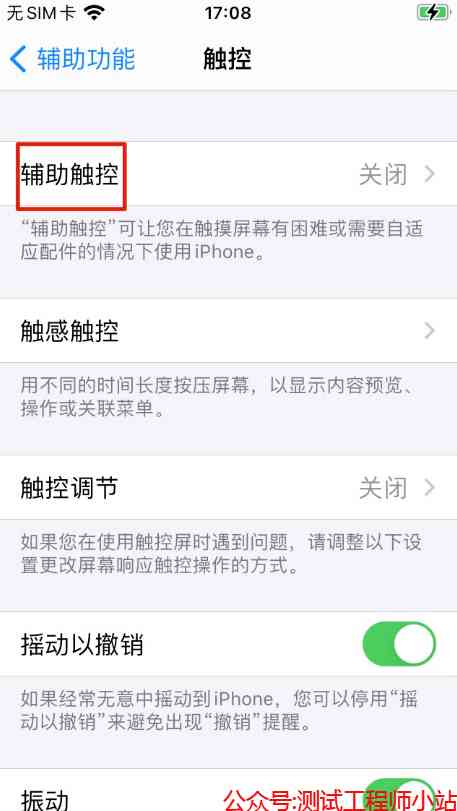 无SIM卡 17:08
辅助功能 触控
辅助触控 关闭
“辅助触控”可让您在触摸屏幕有困难或需要自适
应配件的情况下使用iPhone。
触感触控
用不同的时间长度按压屏幕，以显示内容预览、
操作或关联菜单。
触控调节 关闭
如果您在使用触控屏时遇到问题，请调整以下设
置更改屏幕响应触控操作的方式。
摇动以撤销
如果经常无意中摇动到iPhone，您可以停用“摇
动以撤销”来避免出现“撤销”提醒。
振动
公众号:测试工程师小站